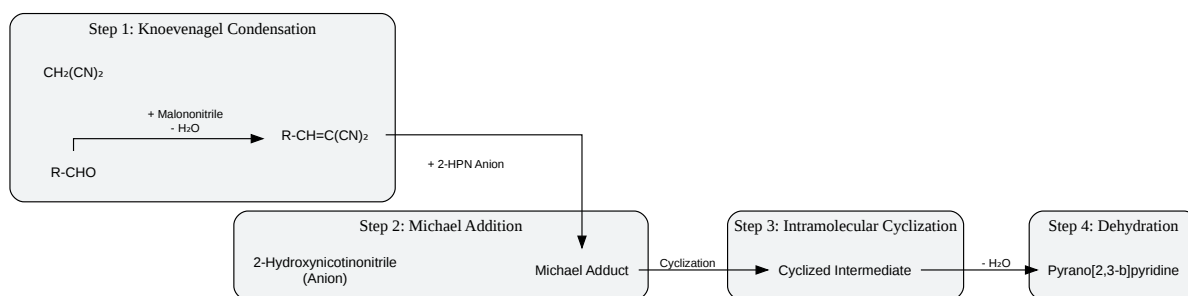 Step 1: Knoevenagel Condensation
CH₂(CN)₂
+ Malononitrile
- H₂O
R-CH=C(CN)₂
R-CHO
+ 2-HPN Anion
Step 2: Michael Addition
2-Hydroxynicotinonitrile
(Anion)
Michael Adduct
Cyclization
Step 3: Intramolecular Cyclization
Cyclized Intermediate
- H₂O
Step 4: Dehydration
Pyrano[2,3-b]pyridine